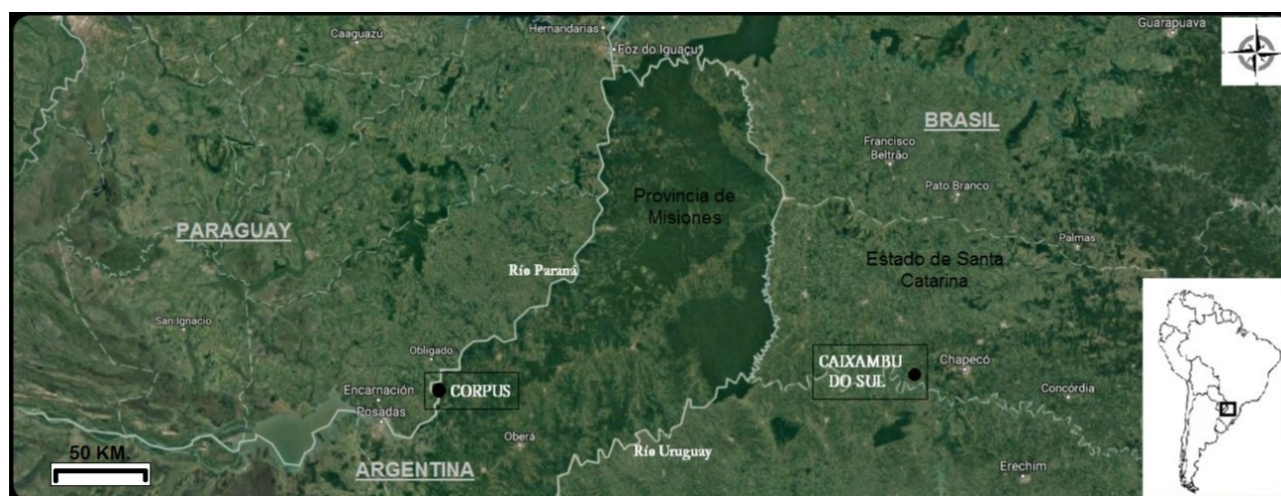 Guarapuava
Hernandarias
Caaguazú
Foz do Iguaçu
BRASIL
Francisco
Beltrão
Pato Branco
Provincia de
Misiones
PARAGUAY
Palmas
Estado de Santa
Catarina
Río Paraná
San Ignacio
Obligado
CAIXAMBU
DO SUL
Chapecó
Encarnación
CORPUS
Concórdia
Posadas
Oberá
Río Uruguay
50 KM.
ARGENTINA
Erechim